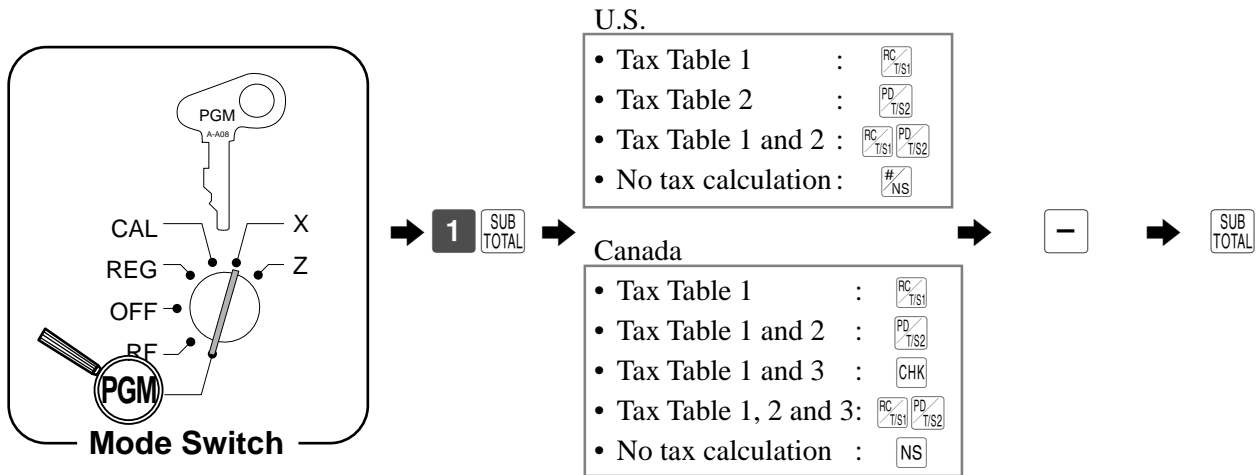 PGM
A-A08
CAL
X
REG
Z
OFF
RF
PGM
Mode Switch
1 SUB TOTAL
U.S.
• Tax Table 1 : RC T/S1
• Tax Table 2 : PD T/S2
• Tax Table 1 and 2 : RC T/S1 PD T/S2
• No tax calculation : # NS
Canada
• Tax Table 1 : RC T/S1
• Tax Table 1 and 2 : PD T/S2
• Tax Table 1 and 3 : CHK
• Tax Table 1, 2 and 3: RC T/S1 PD T/S2
• No tax calculation : NS
−
SUB TOTAL